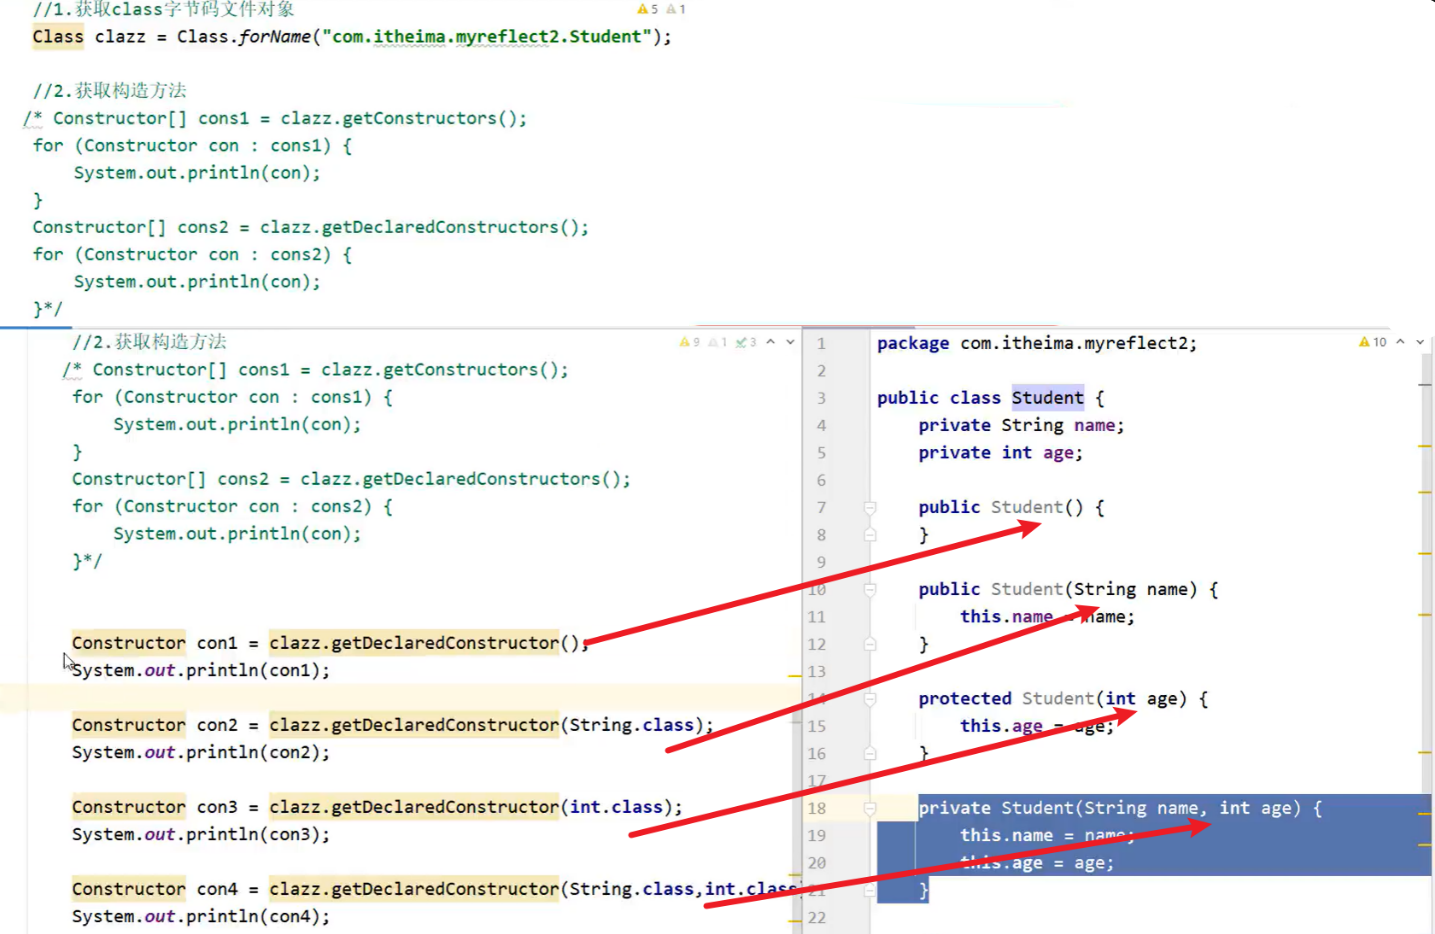 //1.获取class字节码文件对象
5 1
Class clazz = Class.forName("com.itheima.myreflect2.Student");
//2.获取构造方法
/* Constructor[] cons1 = clazz.getConstructors();
for (Constructor con : cons1) {
System.out.println(con);
}
Constructor[] cons2 = clazz.getDeclaredConstructors();
for (Constructor con : cons2) {
System.out.println(con);
}*/
//2.获取构造方法
9 1 3
/* Constructor[] cons1 = clazz.getConstructors();
for (Constructor con : cons1) {
System.out.println(con);
}
Constructor[] cons2 = clazz.getDeclaredConstructors();
for (Constructor con : cons2) {
System.out.println(con);
}*/
Constructor con1 = clazz.getDeclaredConstructor();
System.out.println(con1);
Constructor con2 = clazz.getDeclaredConstructor(String.class);
System.out.println(con2);
Constructor con3 = clazz.getDeclaredConstructor(int.class);
System.out.println(con3);
Constructor con4 = clazz.getDeclaredConstructor(String.class,int.class)
System.out.println(con4);
1 package com.itheima.myreflect2;
10
2
3 public class Student {
4 private String name;
5 private int age;
6
7 public Student() {
8 }
9
10 public Student(String name) {
11 this.name = name;
12 }
13
14 protected Student(int age) {
15 this.age = age;
16 }
17
18 private Student(String name, int age) {
19 this.name = name;
20 this.age = age;
21 }
22